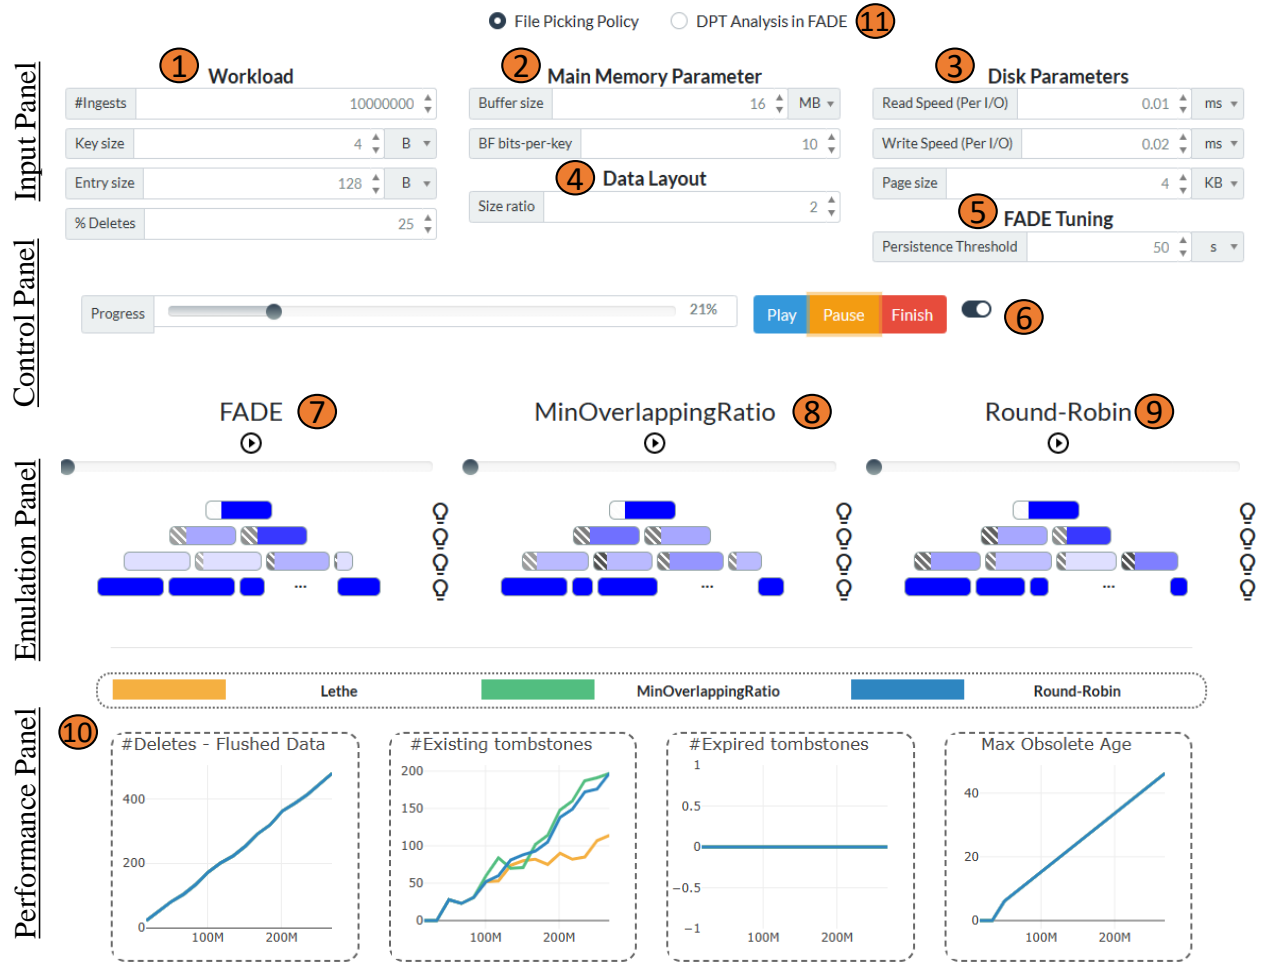 File Picking Policy DPT Analysis in FADE 11
Input Panel
1 Workload
#Ingests 10000000
Key size 4 B
Entry size 128 B
% Deletes 25
2 Main Memory Parameter
Buffer size 16 MB
BF bits-per-key 10
4 Data Layout
Size ratio 2
3 Disk Parameters
Read Speed (Per I/O) 0.01 ms
Write Speed (Per I/O) 0.02 ms
Page size 4 KB
5 FADE Tuning
Persistence Threshold 50 s
Control Panel
Progress 21% Play Pause Finish 6
Emulation Panel
FADE 7
MinOverlappingRatio 8
Round-Robin 9
...
...
...
Lethe MinOverlappingRatio Round-Robin
Performance Panel
10
#Deletes - Flushed Data
400
200
0
100M 200M
#Existing tombstones
200
150
100
50
0
100M 200M
#Expired tombstones
1
0.5
0
−0.5
−1
100M 200M
Max Obsolete Age
40
20
0
100M 200M